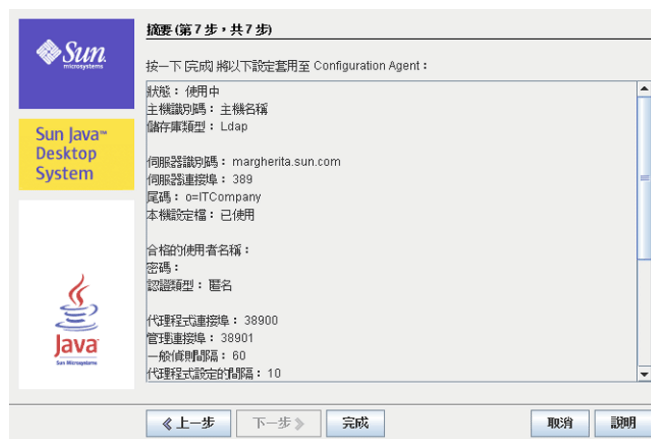 Sun
microsystems
Sun Java™
Desktop
System
Java
Sun Microsystems
摘要 (第 7 步，共 7 步)
按一下 [完成] 將以下設定套用至 Configuration Agent：
狀態： 使用中
主機識別碼： 主機名稱
儲存庫類型： Ldap
伺服器識別碼： margherita.sun.com
伺服器連接埠： 389
尾碼： o=ITCompany
本機設定檔： 已使用
合格的使用者名稱：
密碼：
認證類型： 匿名
代理程式連接埠： 38900
管理連接埠： 38901
一般偵測間隔： 60
代理程式設定的間隔： 10
上一步 下一步 完成 取消 說明